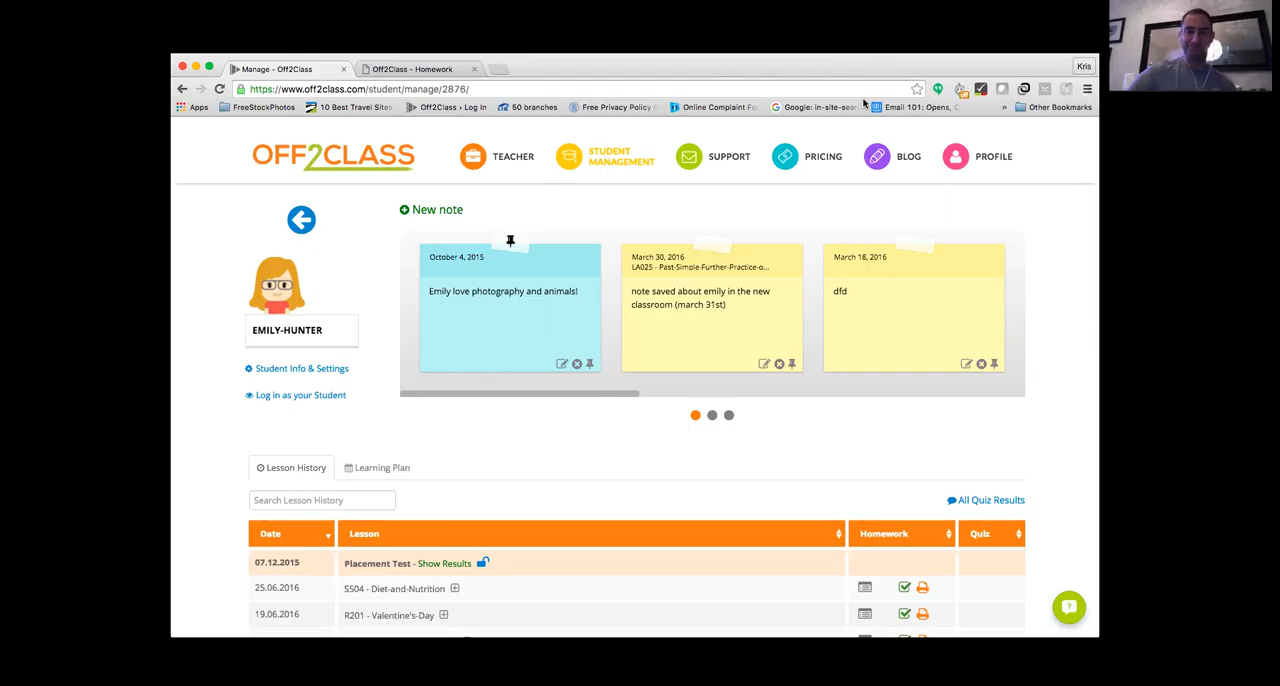 Manage - Off2Class
Off2Class - Homework
Kris
https://www.off2class.com/student/manage/2876/
Apps
FreeStockPhotos
10 Best Travel Sites
Off2Class › Log In
50 branches
Free Privacy Policy G
Online Complaint Fo
Google: in-site-sear
Email 101: Opens, C
»
Other Bookmarks
OFF2CLASS
TEACHER
STUDENT
MANAGEMENT
SUPPORT
PRICING
BLOG
PROFILE
New note
October 4, 2015
Emily love photography and animals!
March 30, 2016
LA025 - Past-Simple-Further-Practice-o...
note saved about emily in the new
classroom (march 31st)
March 18, 2016
dfd
EMILY-HUNTER
Student Info & Settings
Log in as your Student
Lesson History
Learning Plan
Search Lesson History
All Quiz Results
Date
Lesson
Homework
Quiz
07.12.2015
Placement Test - Show Results
25.06.2016
S504 - Diet-and-Nutrition
19.06.2016
R201 - Valentine's-Day